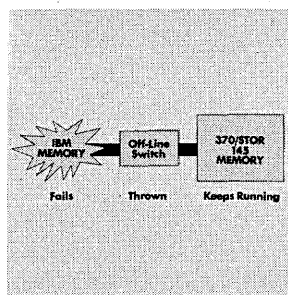 IBM
MEMORY
Off-Line
Switch
370/STOR
145
MEMORY
Fails
Thrown
Keeps Running